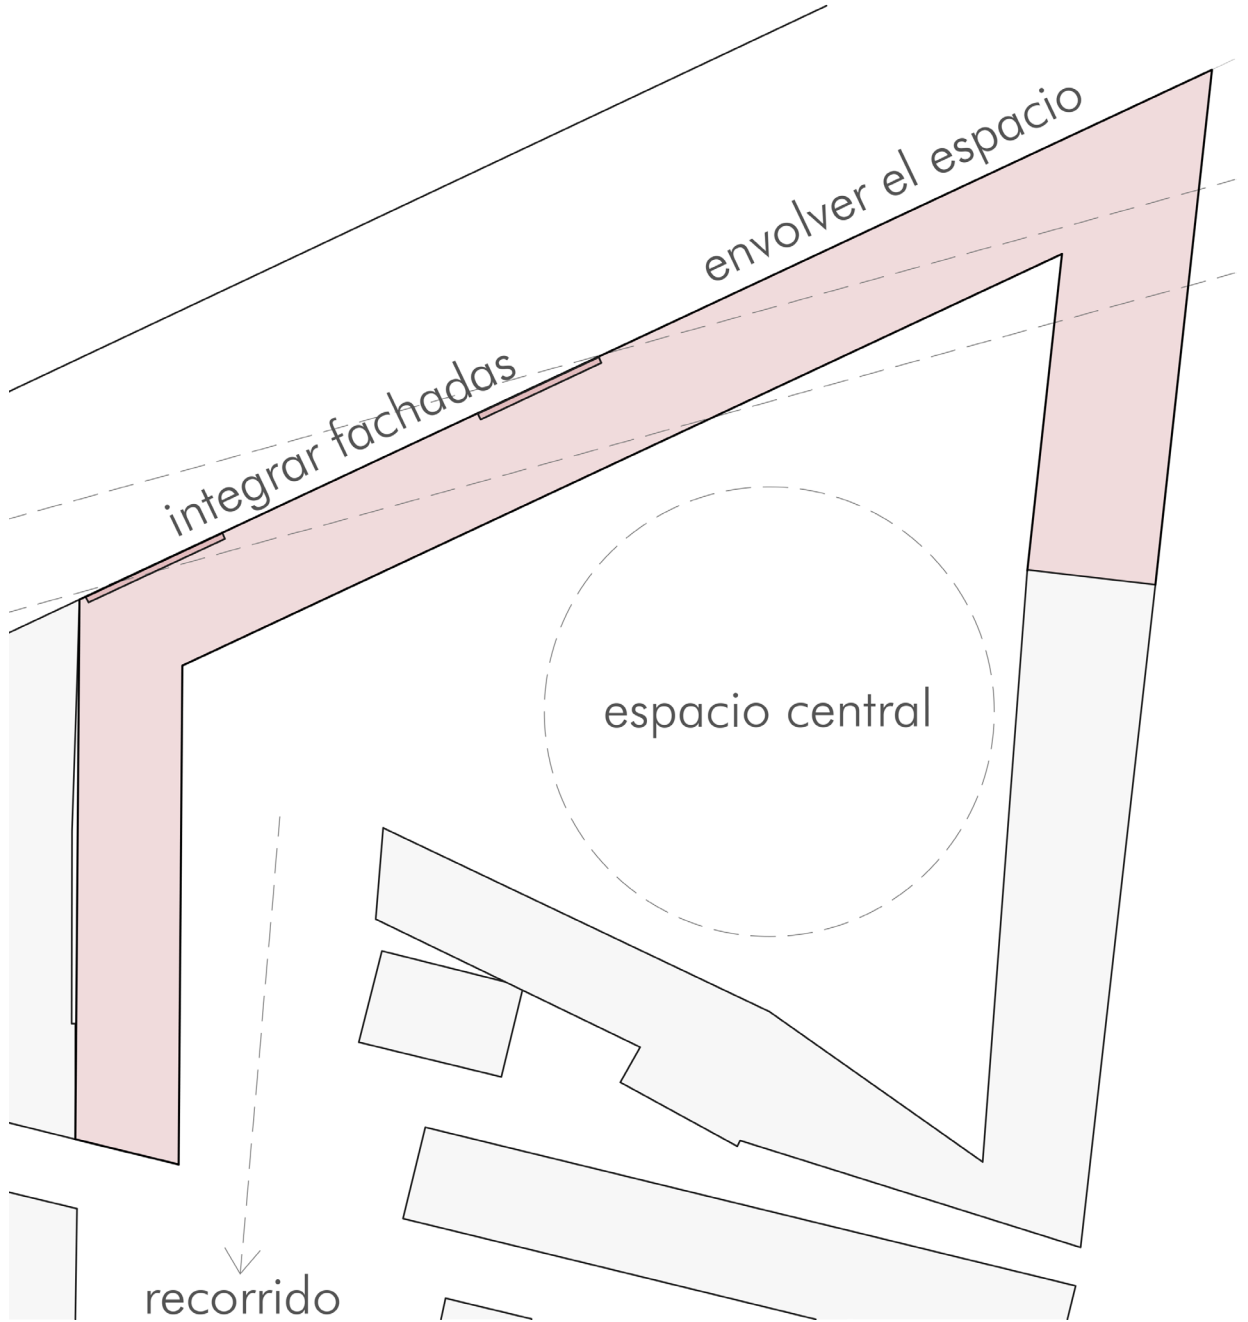 envolver el espacio
integrar fachadas
espacio central
recorrido